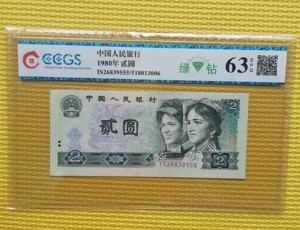 CCGS
中国人民银行
1980年 贰圆
IS26839555/518013006
绿 钻
63
中国人民银行
贰圆
2
2
IS26839555